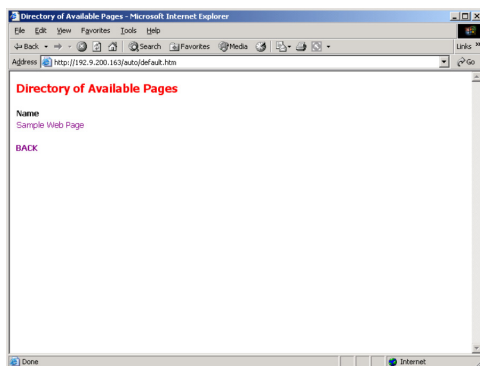 Directory of Available Pages - Microsoft Internet Explorer
File Edit View Favorites Tools Help
Back Search Favorites Media Links »
Address http://192.9.200.163/auto/default.htm Go
Directory of Available Pages
Name
Sample Web Page
BACK
Done Internet